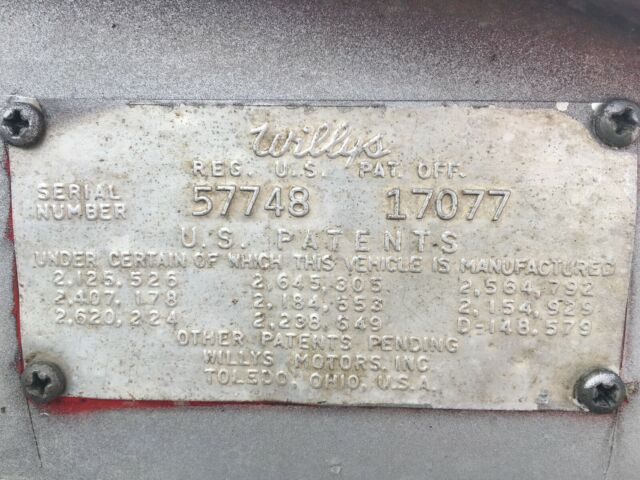 Willys
REG. U.S. PAT. OFF.
SERIAL NUMBER 57748 17077
U.S. PATENTS
UNDER CERTAIN OF WHICH THIS VEHICLE IS MANUFACTURED
2,125,526 2,645,305 2,564,792
2,407,178 2,184,553 2,154,929
2,620,224 2,238,649 D-148,579
OTHER PATENTS PENDING
WILLYS MOTORS, INC
TOLEDO, OHIO, U.S.A.